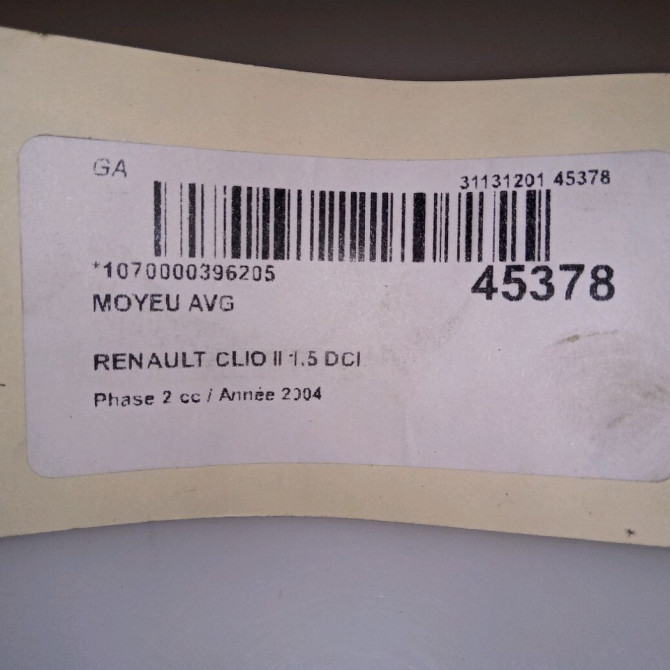 GA
31131201 45378
*1070000396205
45378
MOYEU AVG
RENAULT CLIO II 1.5 DCI
Phase 2 cc / Année 2004